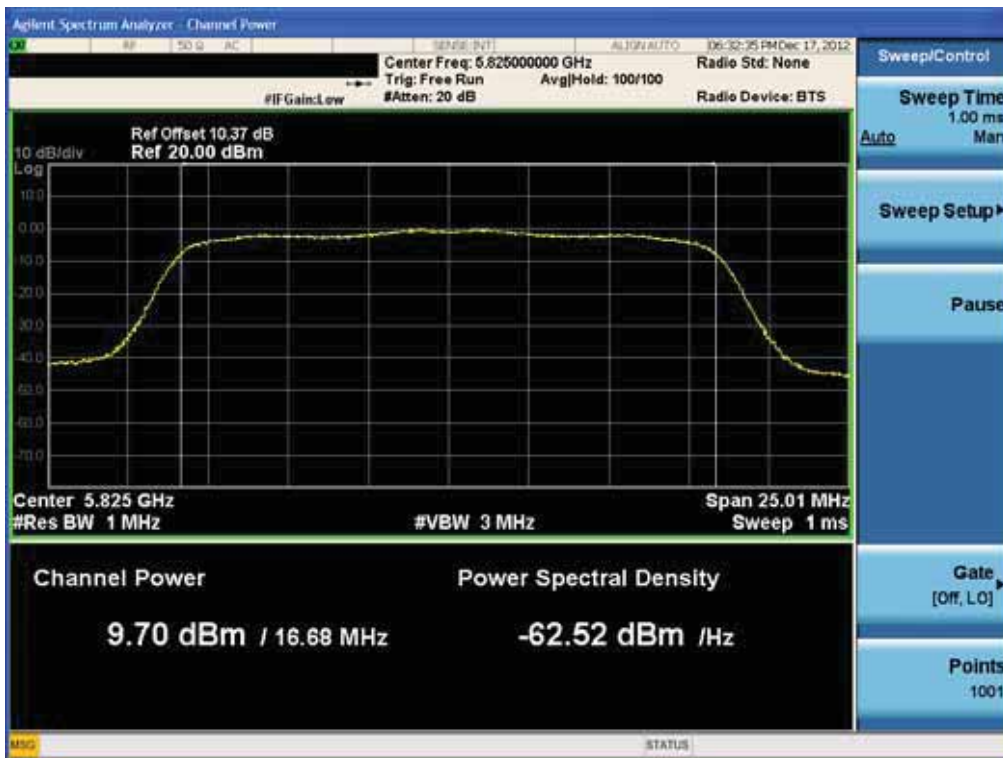 Agilent Spectrum Analyzer - Channel Power
RF 50 Ω AC SENSE:INT ALIGN AUTO 06:32:35 PM Dec 17, 2012
Center Freq: 5.825000000 GHz Radio Std: None
Trig: Free Run Avg|Hold: 100/100
#IFGain:Low #Atten: 20 dB Radio Device: BTS
Ref Offset 10.37 dB
10 dB/div Ref 20.00 dBm
Log
10.0
0.00
-10.0
-20.0
-30.0
-40.0
-50.0
-60.0
-70.0
Center 5.825 GHz Span 25.01 MHz
#Res BW 1 MHz #VBW 3 MHz Sweep 1 ms
Channel Power Power Spectral Density
9.70 dBm / 16.68 MHz -62.52 dBm /Hz
MSG STATUS
Sweep/Control
Sweep Time
1.00 ms
Auto Man
Sweep Setup
Pause
Gate
[Off, LO]
Points
1001